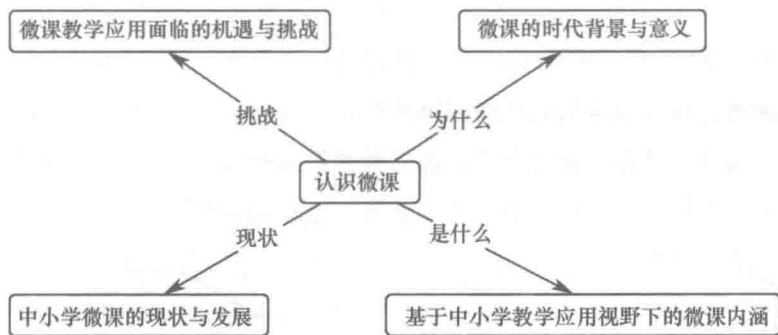 微课教学应用面临的机遇与挑战
微课的时代背景与意义
挑战
为什么
认识微课
现状
是什么
中小学微课的现状与发展
基于中小学教学应用视野下的微课内涵